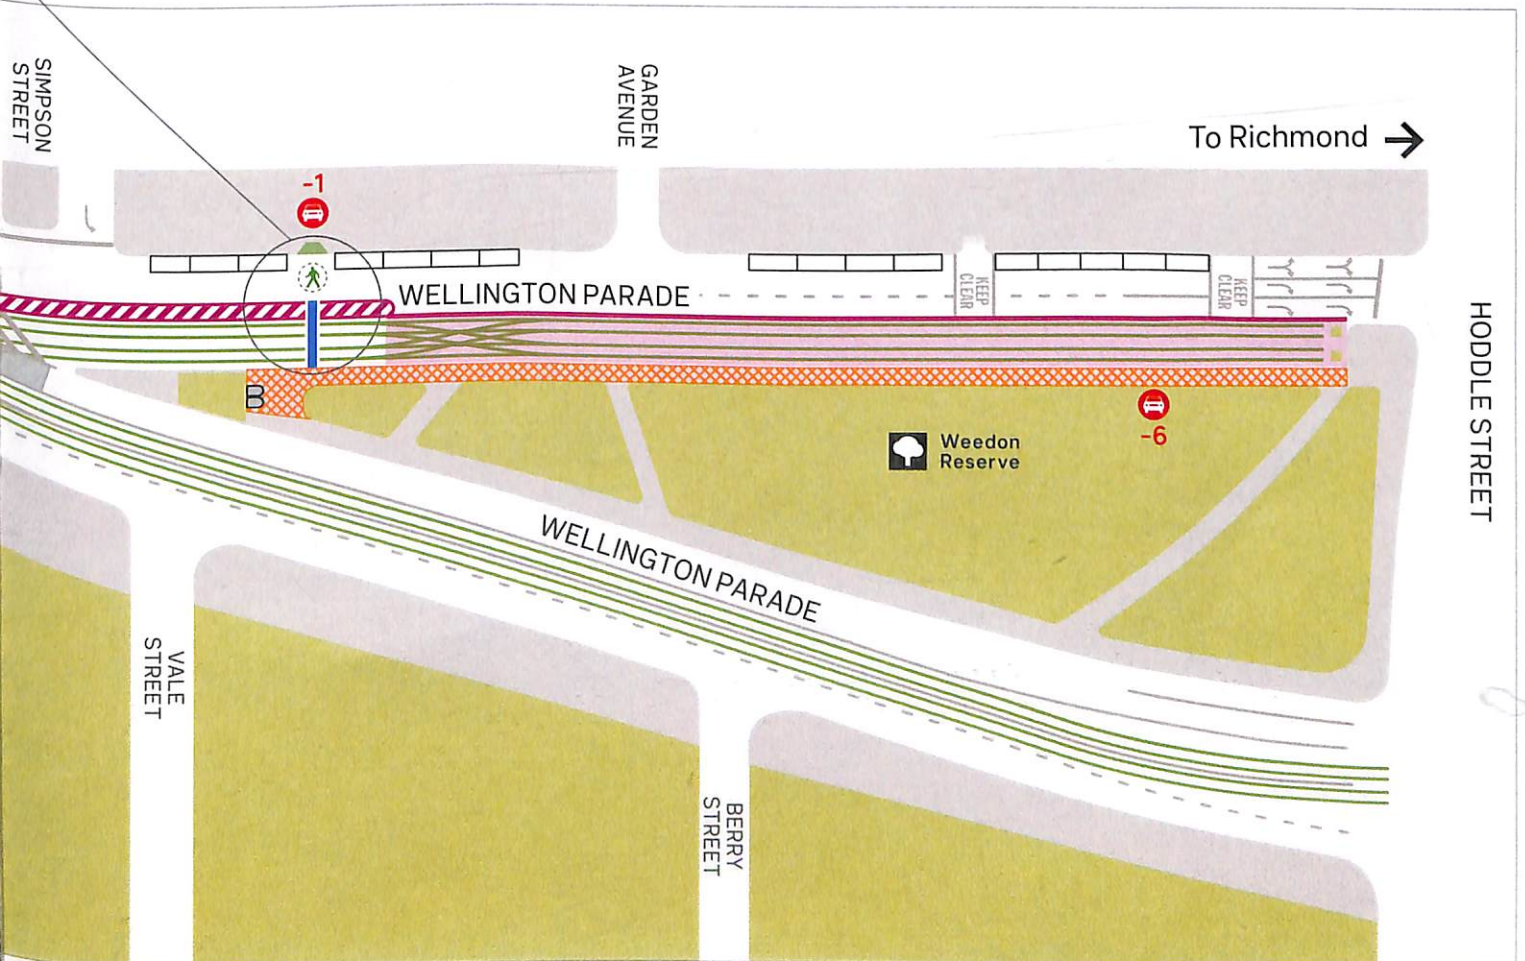 SIMPSON
STREET
GARDEN
AVENUE
To Richmond
-1
WELLINGTON PARADE
KEEP
CLEAR
KEEP
CLEAR
HODDLE STREET
B
-6
Weedon
Reserve
WELLINGTON PARADE
VALE
STREET
BERRY
STREET